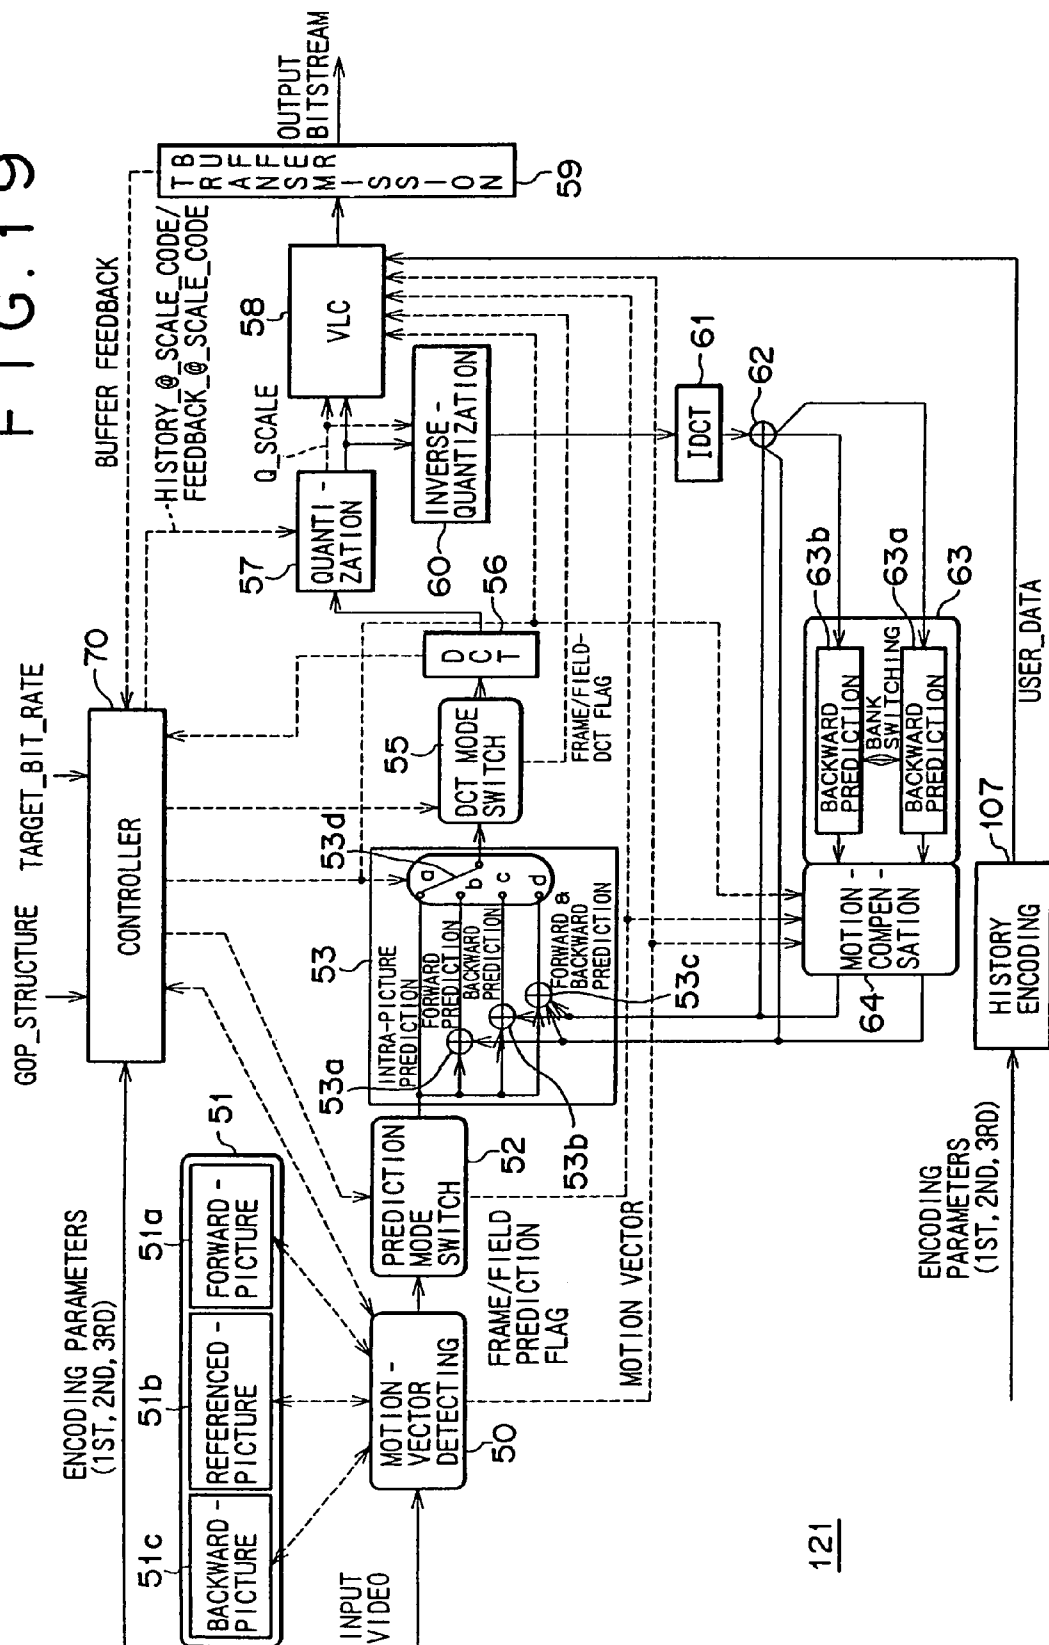 FIG.19
GOP_STRUCTURE
TARGET_BIT_RATE
ENCODING PARAMETERS
(1ST, 2ND, 3RD)
CONTROLLER
70
BUFFER FEEDBACK
HISTORY_@_SCALE_CODE/
FEEDBACK_@_SCALE_CODE
51
51a
51b
51c
FORWARD-
PICTURE
REFERENCED-
PICTURE
BACKWARD-
PICTURE
INPUT
VIDEO
MOTION-
VECTOR
DETECTING
50
PREDICTION
MODE
SWITCH
52
FRAME/FIELD
PREDICTION
FLAG
MOTION VECTOR
53
INTRA-PICTURE
PREDICTION
FORWARD
PREDICTION
BACKWARD
PREDICTION
FORWARD &
BACKWARD
PREDICTION
53a
53b
53c
53d
a
b
c
d
DCT MODE
SWITCH
55
FRAME/FIELD-
DCT FLAG
DCT
56
QUANTI-
ZATION
57
Q_SCALE
VLC
58
TRANSMISSION
BUFFER
59
OUTPUT
BITSTREAM
INVERSE-
QUANTIZATION
60
IDCT
61
62
BACKWARD
PREDICTION
63b
BANK
SWITCHING
BACKWARD
PREDICTION
63a
63
MOTION-
COMPEN-
SATION
64
HISTORY
ENCODING
107
USER_DATA
ENCODING
PARAMETERS
(1ST, 2ND, 3RD)
121